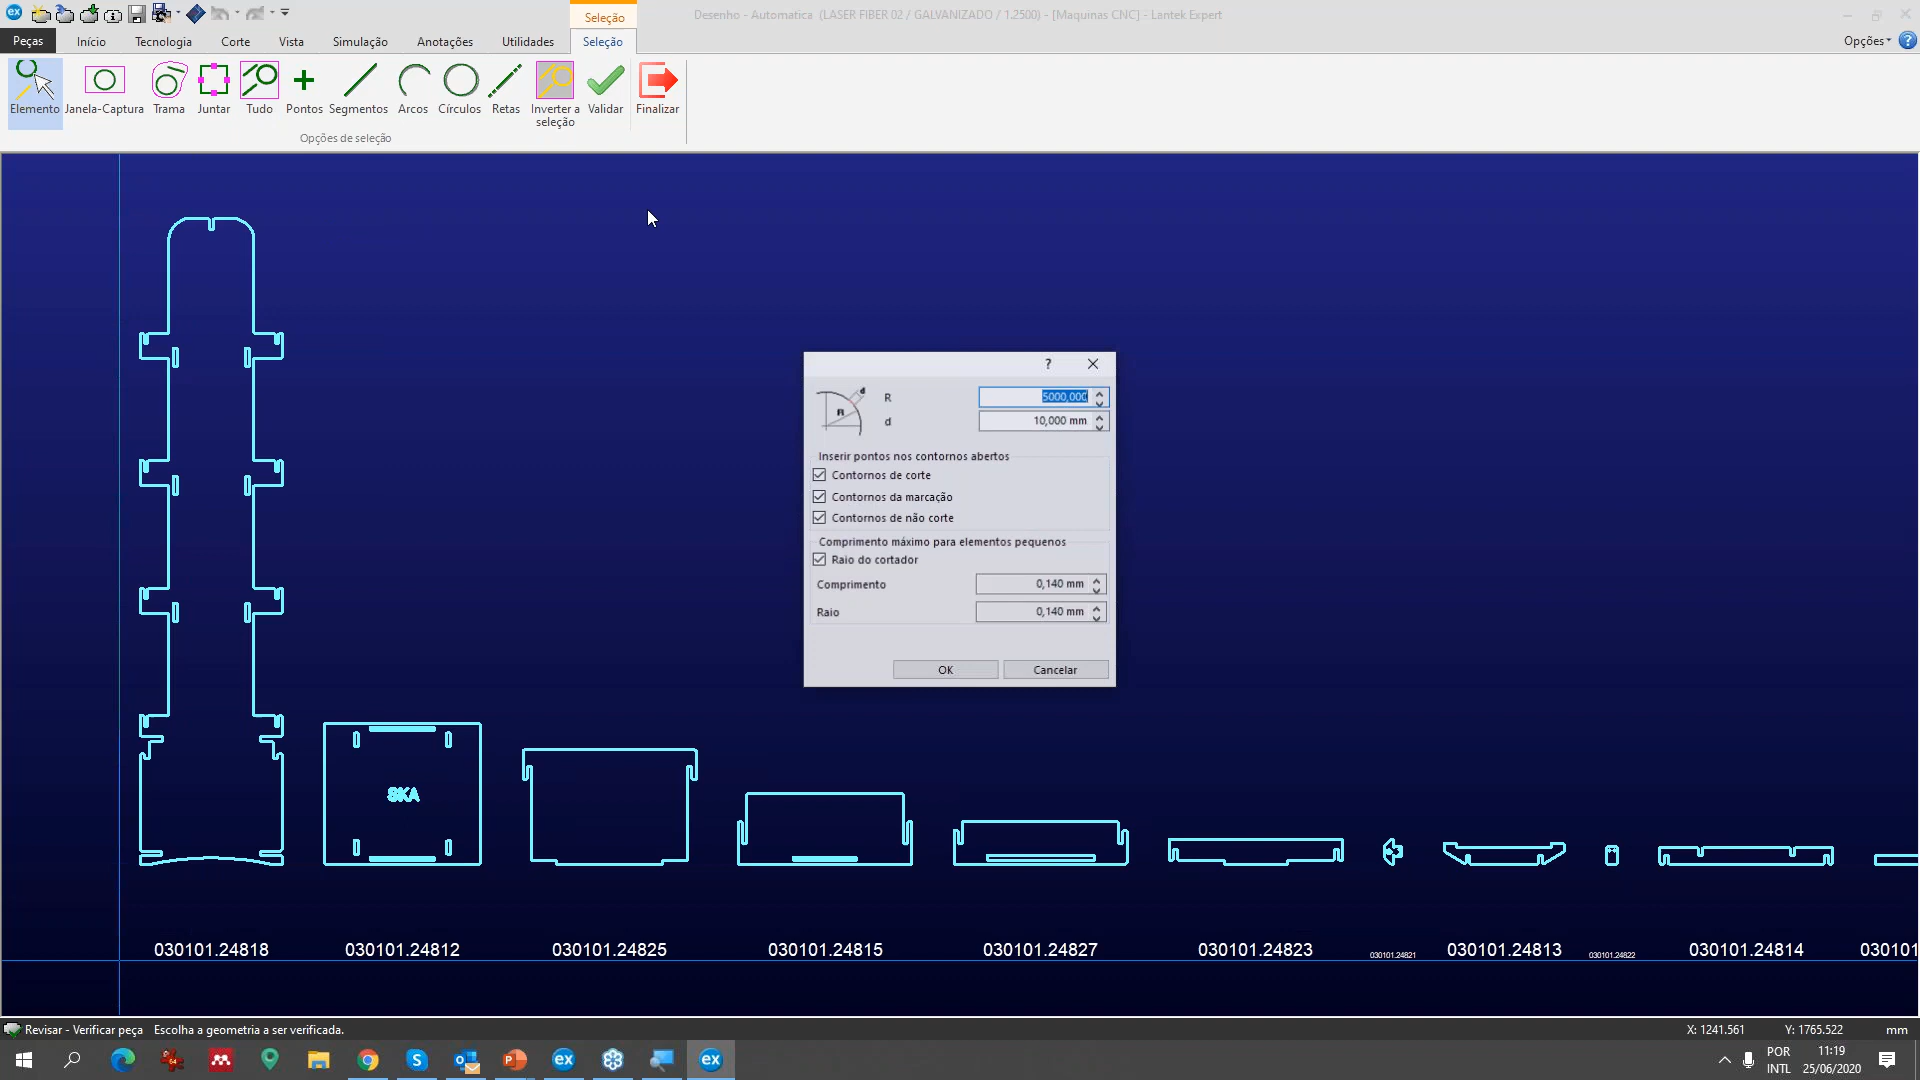 Seleção
Desenho - Automatica (LASER FIBER 02 / GALVANIZADO / 1.2500) - [Maquinas CNC] - Lantek Expert
Peças Início Tecnologia Corte Vista Simulação Anotações Utilidades Seleção Opções
Elemento Janela-Captura Trama Juntar Tudo Pontos Segmentos Arcos Círculos Retas Inverter a seleção Validar Finalizar
Opções de seleção
R 5000,000
d 10,000 mm
Inserir pontos nos contornos abertos
Contornos de corte
Contornos da marcação
Contornos de não corte
Comprimento máximo para elementos pequenos
Raio do cortador
Comprimento 0,140 mm
Raio 0,140 mm
OK Cancelar
SKA
030101.24818 030101.24812 030101.24825 030101.24815 030101.24827 030101.24823 030101.24821 030101.24813 030101.24822 030101.24814 030101
Revisar - Verificar peça Escolha a geometria a ser verificada. X: 1241.561 Y: 1765.522 mm
POR 11:19
INTL 25/06/2020